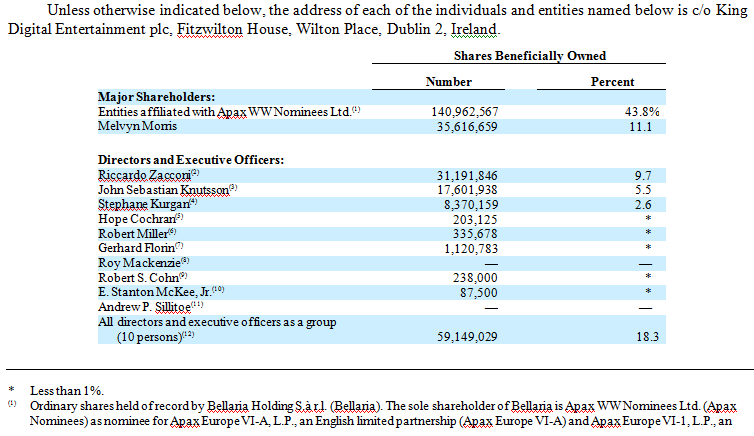 Unless otherwise indicated below, the address of each of the individuals and entities named below is c/o King
Digital Entertainment plc, Fitzwilton House, Wilton Place, Dublin 2, Ireland.
Shares Beneficially Owned
Number Percent
Major Shareholders:
Entities affiliated with Apax WW Nominees Ltd.(1) 140,962,567 43.8%
Melvyn Morris 35,616,659 11.1
Directors and Executive Officers:
Riccardo Zacconi(2) 31,191,846 9.7
John Sebastian Knutsson(3) 17,601,938 5.5
Stephane Kurgan(4) 8,370,159 2.6
Hope Cochran(5) 203,125 *
Robert Miller(6) 335,678 *
Gerhard Florin(7) 1,120,783 *
Roy Mackenzie(8) — —
Robert S. Cohn(9) 238,000 *
E. Stanton McKee, Jr.(10) 87,500 *
Andrew P. Sillitoe(11) — —
All directors and executive officers as a group
(10 persons)(12) 59,149,029 18.3
* Less than 1%.
(1) Ordinary shares held of record by Bellaria Holding S.à r.l. (Bellaria). The sole shareholder of Bellaria is Apax WW Nominees Ltd. (Apax
Nominees) as nominee for Apax Europe VI-A, L.P., an English limited partnership (Apax Europe VI-A) and Apax Europe VI-1, L.P., an